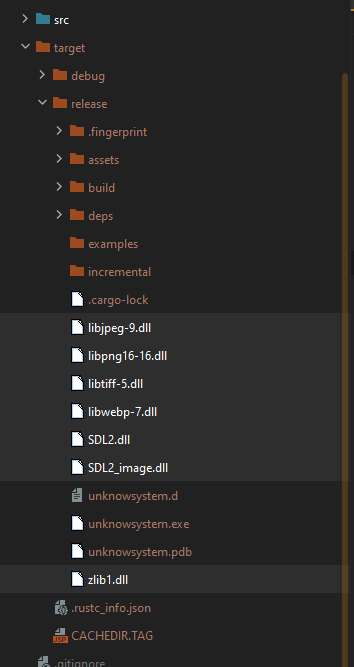 src
target
debug
release
.fingerprint
assets
build
deps
examples
incremental
.cargo-lock
libjpeg-9.dll
libpng16-16.dll
libtiff-5.dll
libwebp-7.dll
SDL2.dll
SDL2_image.dll
unknowsystem.d
unknowsystem.exe
unknowsystem.pdb
zlib1.dll
.rustc_info.json
JSP CACHEDIR.TAG
.gitignore